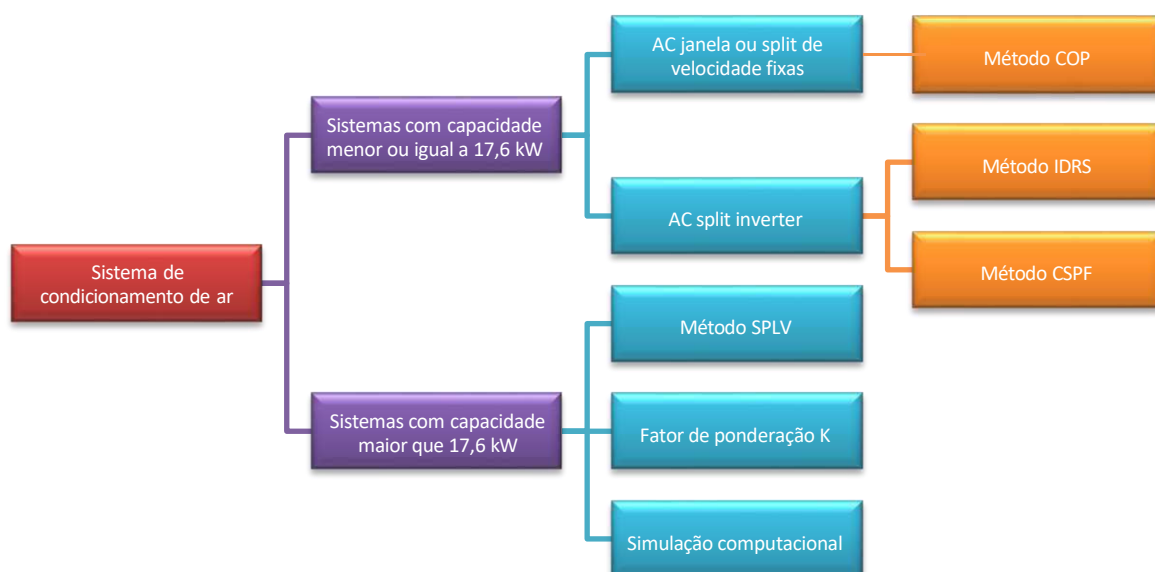 Sistema de
condicionamento de ar
Sistemas com capacidade
menor ou igual a 17,6 kW
AC janela ou split de
velocidade fixas
Método COP
AC split inverter
Método IDRS
Método CSPF
Sistemas com capacidade
maior que 17,6 kW
Método SPLV
Fator de ponderação K
Simulação computacional